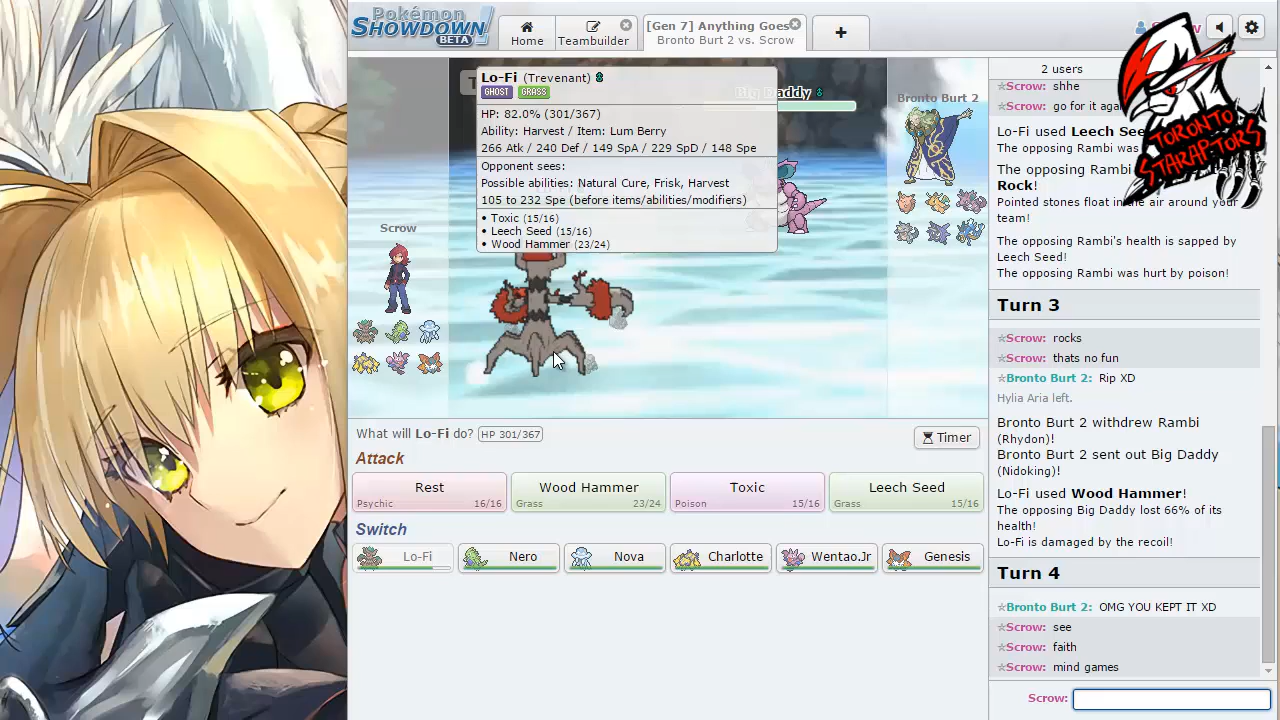 Pokémon
SHOWDOWN!
BETA
Home
Teambuilder
[Gen 7] Anything Goes
Bronto Burt 2 vs. Scrow
+
TORONTO
STARAPTORS
Lo-Fi (Trevenant)
GHOST GRASS
HP: 82.0% (301/367)
Ability: Harvest / Item: Lum Berry
266 Atk / 240 Def / 149 SpA / 229 SpD / 148 Spe
Opponent sees:
Possible abilities: Natural Cure, Frisk, Harvest
105 to 232 Spe (before items/abilities/modifiers)
• Toxic (15/16)
• Leech Seed (15/16)
• Wood Hammer (23/24)
Big Daddy
Bronto Burt 2
Scrow
What will Lo-Fi do? HP 301/367
Timer
Attack
Rest
Psychic 16/16
Wood Hammer
Grass 23/24
Toxic
Poison 15/16
Leech Seed
Grass 15/16
Switch
Lo-Fi
Nero
Nova
Charlotte
Wentao.Jr
Genesis
2 users
☆Scrow: shhe
☆Scrow: go for it aga
Lo-Fi used Leech See
The opposing Rambi was
The opposing Rambi
Rock!
Pointed stones float in the air around your
team!
The opposing Rambi's health is sapped by
Leech Seed!
The opposing Rambi was hurt by poison!
Turn 3
☆Scrow: rocks
☆Scrow: thats no fun
☆Bronto Burt 2: Rip XD
Hylia Aria left.
Bronto Burt 2 withdrew Rambi
(Rhydon)!
Bronto Burt 2 sent out Big Daddy
(Nidoking)!
Lo-Fi used Wood Hammer!
The opposing Big Daddy lost 66% of its
health!
Lo-Fi is damaged by the recoil!
Turn 4
☆Bronto Burt 2: OMG YOU KEPT IT XD
☆Scrow: see
☆Scrow: faith
☆Scrow: mind games
Scrow: